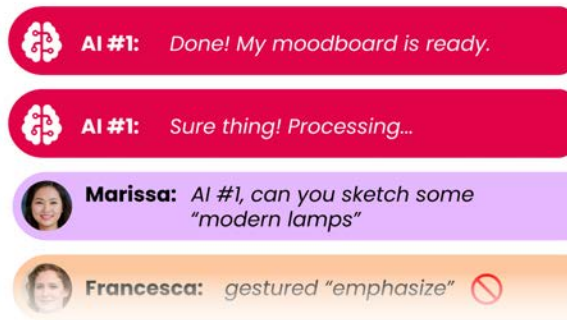 AI #1: Done! My moodboard is ready.
AI #1: Sure thing! Processing...
Marissa: AI #1, can you sketch some
"modern lamps"
Francesca: gestured "emphasize"